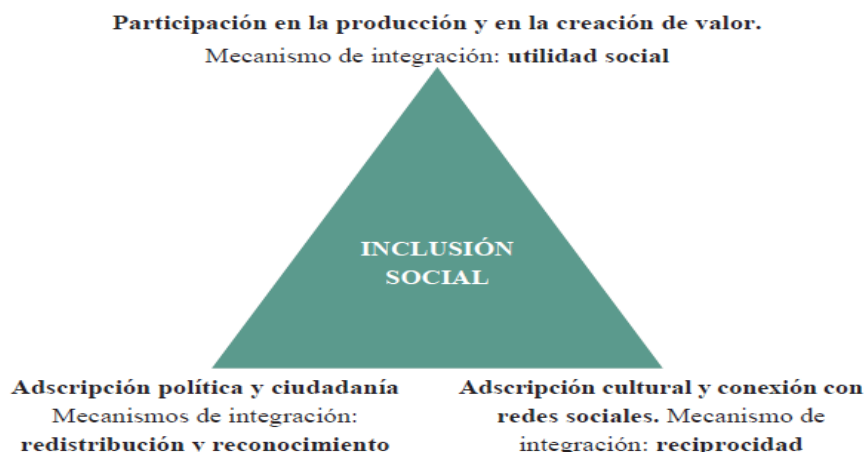 Participación en la producción y en la creación de valor.
Mecanismo de integración: utilidad social
INCLUSIÓN
SOCIAL
Adscripción política y ciudadanía
Mecanismos de integración:
redistribución y reconocimiento
Adscripción cultural y conexión con
redes sociales. Mecanismo de
integración: reciprocidad